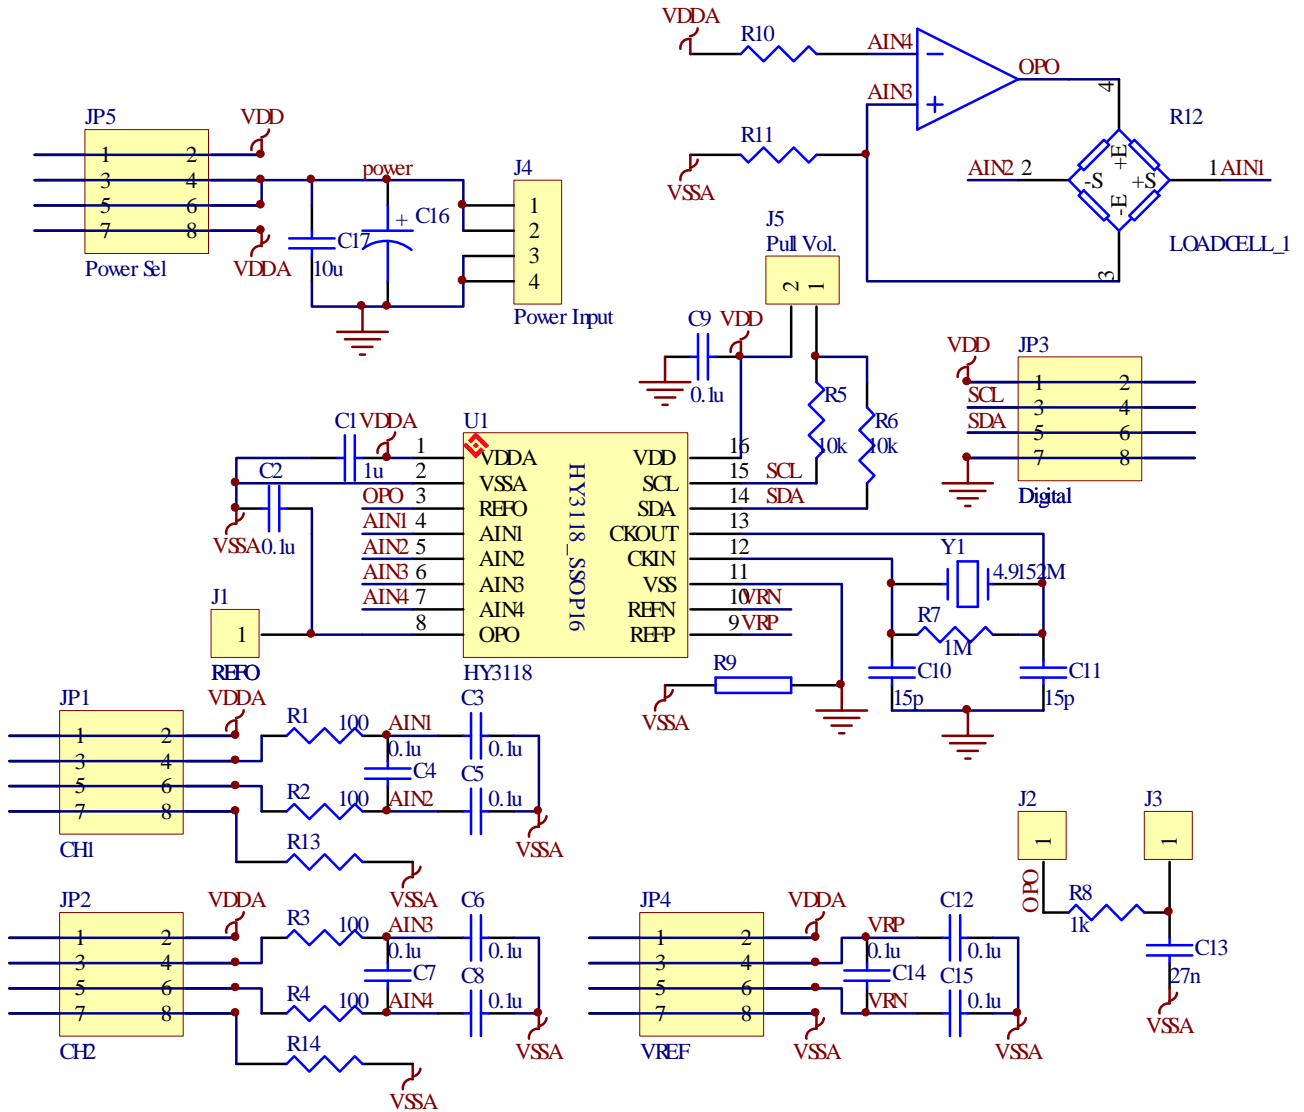 VDDA
R10
AIN4
OPO
4
AIN3
R11
VSSA
R12
AIN2 2
+E
-S
+S
-E
1 AIN1
3
LOADCELL_1
JP5
VDD
1 2
3 4
5 6
7 8
Power Sel
VDDA
power
C17
10u
+ C16
J4
1
2
3
4
Power Input
J5
Pull Vol.
2 1
C9
VDD
0.1u
R5
10k
R6
10k
VDD
JP3
1 2
SCL
3 4
SDA
5 6
7 8
Digital
C1
VDDA
1u
C2
VSSA
0.1u
OPO
AIN1
AIN2
AIN3
AIN4
U1
1 VDDA
2 VSSA
3 REFO
4 AIN1
5 AIN2
6 AIN3
7 AIN4
8 OPO
HY3118_SSOP16
VDD 16
SCL 15 SCL
SDA 14 SDA
CKOUT 13
CKIN 12
VSS 11
REFN 10 VRN
REFP 9 VRP
HY3118
J1
1
REFO
Y1
4.9152M
R7
1M
C10
15p
C11
15p
R9
VSSA
JP1
VDDA
1 2
3 4
5 6
7 8
CH1
R1
100
AIN1
C3
0.1u
0.1u
C4
C5
R2
100
AIN2
0.1u
R13
VSSA
VSSA
JP2
VDDA
1 2
3 4
5 6
7 8
CH2
R3
100
AIN3
C6
0.1u
0.1u
C7
C8
R4
100
AIN4
0.1u
R14
VSSA
VSSA
JP4
VDDA
1 2
3 4
5 6
7 8
VREF
VSSA
VRP
C12
0.1u
0.1u
C14
C15
VRN
0.1u
VSSA
J2
1
OPO
R8
1k
J3
1
C13
27n
VSSA